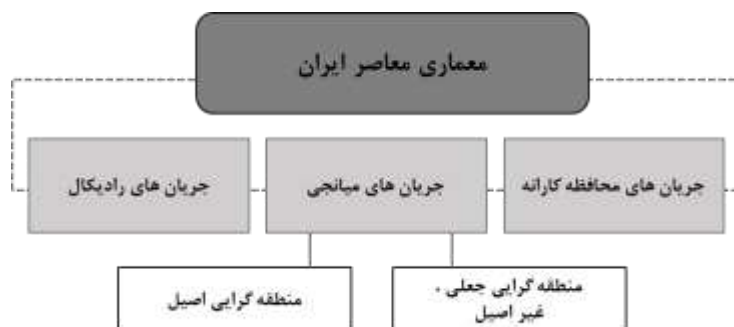 معماری معاصر ایران
جریان های محافظه کارانه
جریان های میانجی
جریان های رادیکال
منطقه گرایی جعلی ،
غیر اصیل
منطقه گرایی اصیل